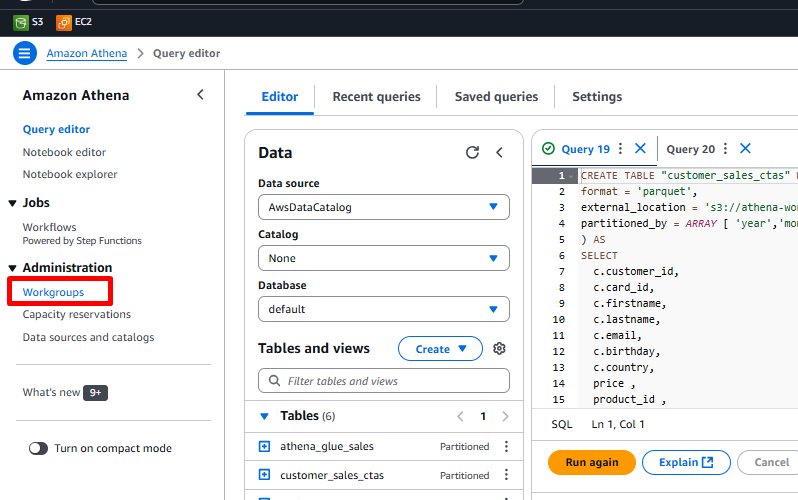 S3 EC2
Amazon Athena > Query editor
Amazon Athena
Query editor
Notebook editor
Notebook explorer
Jobs
Workflows
Powered by Step Functions
Administration
Workgroups
Capacity reservations
Data sources and catalogs
What's new 9+
Turn on compact mode
Editor Recent queries Saved queries Settings
Data
Data source
AwsDataCatalog
Catalog
None
Database
default
Tables and views Create
Filter tables and views
Tables (6) 1
athena_glue_sales Partitioned
customer_sales_ctas Partitioned
Query 19 Query 20
1 CREATE TABLE "customer_sales_ctas"
2 format = 'parquet',
3 external_location = 's3://athena-wo
4 partitioned_by = ARRAY [ 'year','mo
5 ) AS
6 SELECT
7 c.customer_id,
8 c.card_id,
9 c.firstname,
10 c.lastname,
11 c.email,
12 c.birthday,
13 c.country,
14 price ,
15 product_id ,
SQL Ln 1, Col 1
Run again Explain Cancel